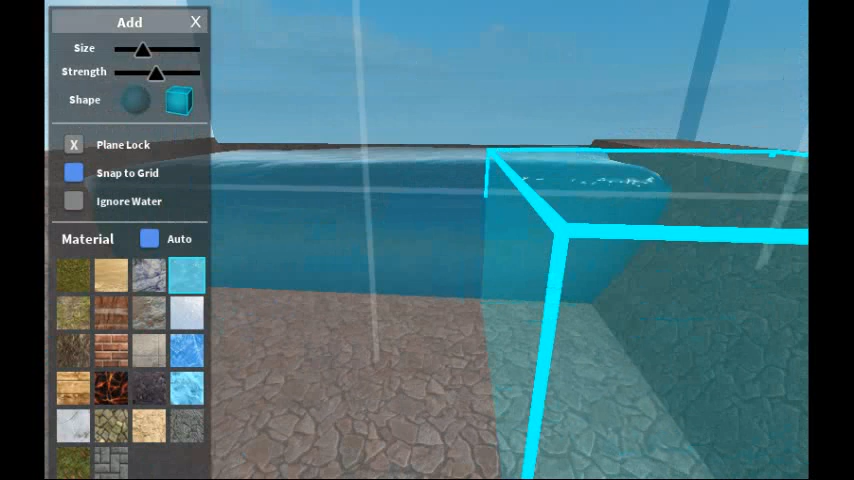 Add X
Size
Strength
Shape
X Plane Lock
Snap to Grid
Ignore Water
Material Auto